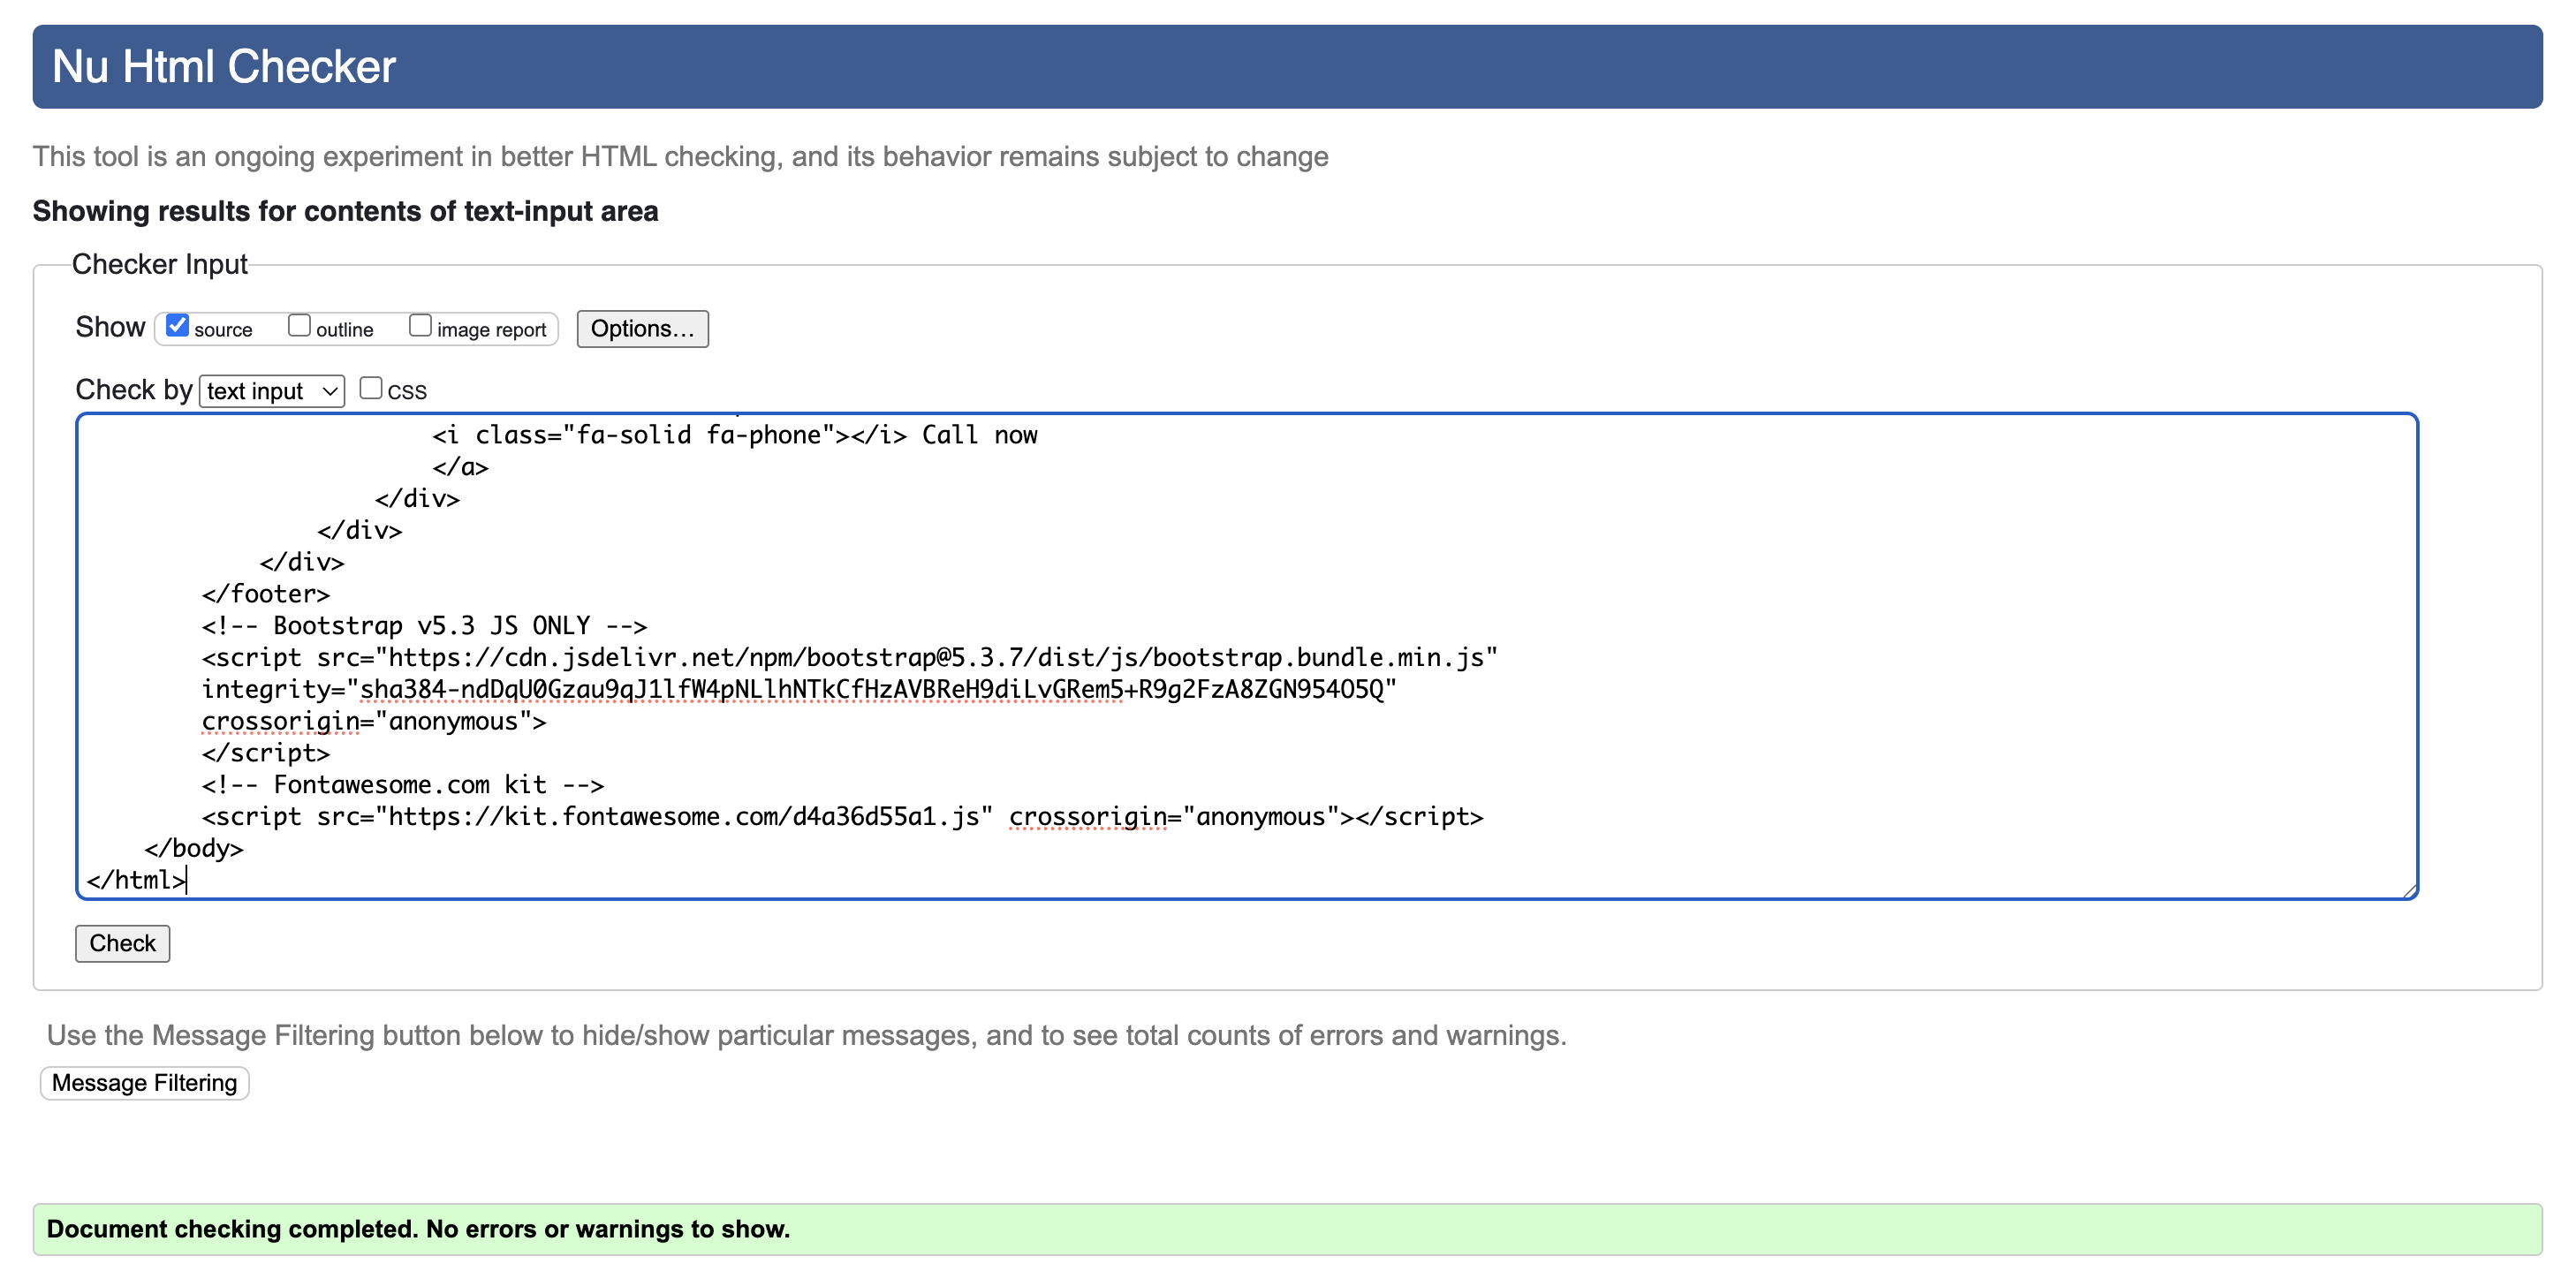 Nu Html Checker
This tool is an ongoing experiment in better HTML checking, and its behavior remains subject to change
Showing results for contents of text-input area
Checker Input
Show source outline image report Options...
Check by text input CSS
<i class="fa-solid fa-phone"></i> Call now
</a>
</div>
</div>
</div>
</footer>
<!-- Bootstrap v5.3 JS ONLY -->
<script src="https://cdn.jsdelivr.net/npm/bootstrap@5.3.7/dist/js/bootstrap.bundle.min.js"
integrity="sha384-ndDqU0Gzau9qJ1lfW4pNLlhNTkCfHzAVBReH9diLvGRem5+R9g2FzA8ZGN954O5Q"
crossorigin="anonymous">
</script>
<!-- Fontawesome.com kit -->
<script src="https://kit.fontawesome.com/d4a36d55a1.js" crossorigin="anonymous"></script>
</body>
</html>
Check
Use the Message Filtering button below to hide/show particular messages, and to see total counts of errors and warnings.
Message Filtering
Document checking completed. No errors or warnings to show.